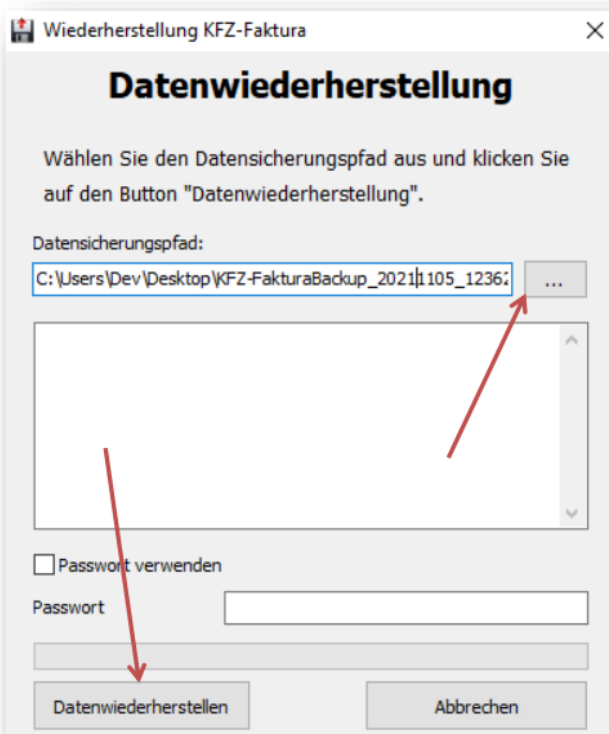 Wiederherstellung KFZ-Faktura
Datenwiederherstellung
Wählen Sie den Datensicherungspfad aus und klicken Sie
auf den Button "Datenwiederherstellung".
Datensicherungspfad:
C:\Users\Dev\Desktop\KFZ-FakturaBackup_20211105_12362
...
Passwort verwenden
Passwort
Datenwiederherstellen
Abbrechen